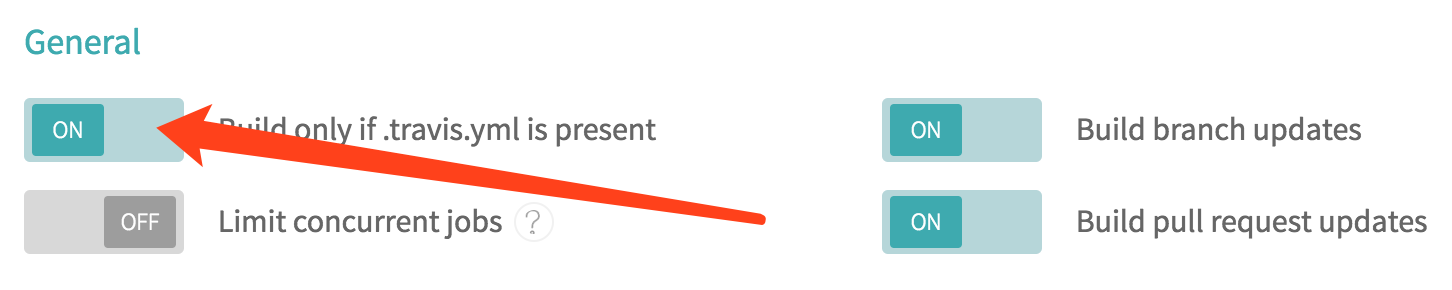 General
ON Build only if .travis.yml is present ON Build branch updates
OFF Limit concurrent jobs ? ON Build pull request updates